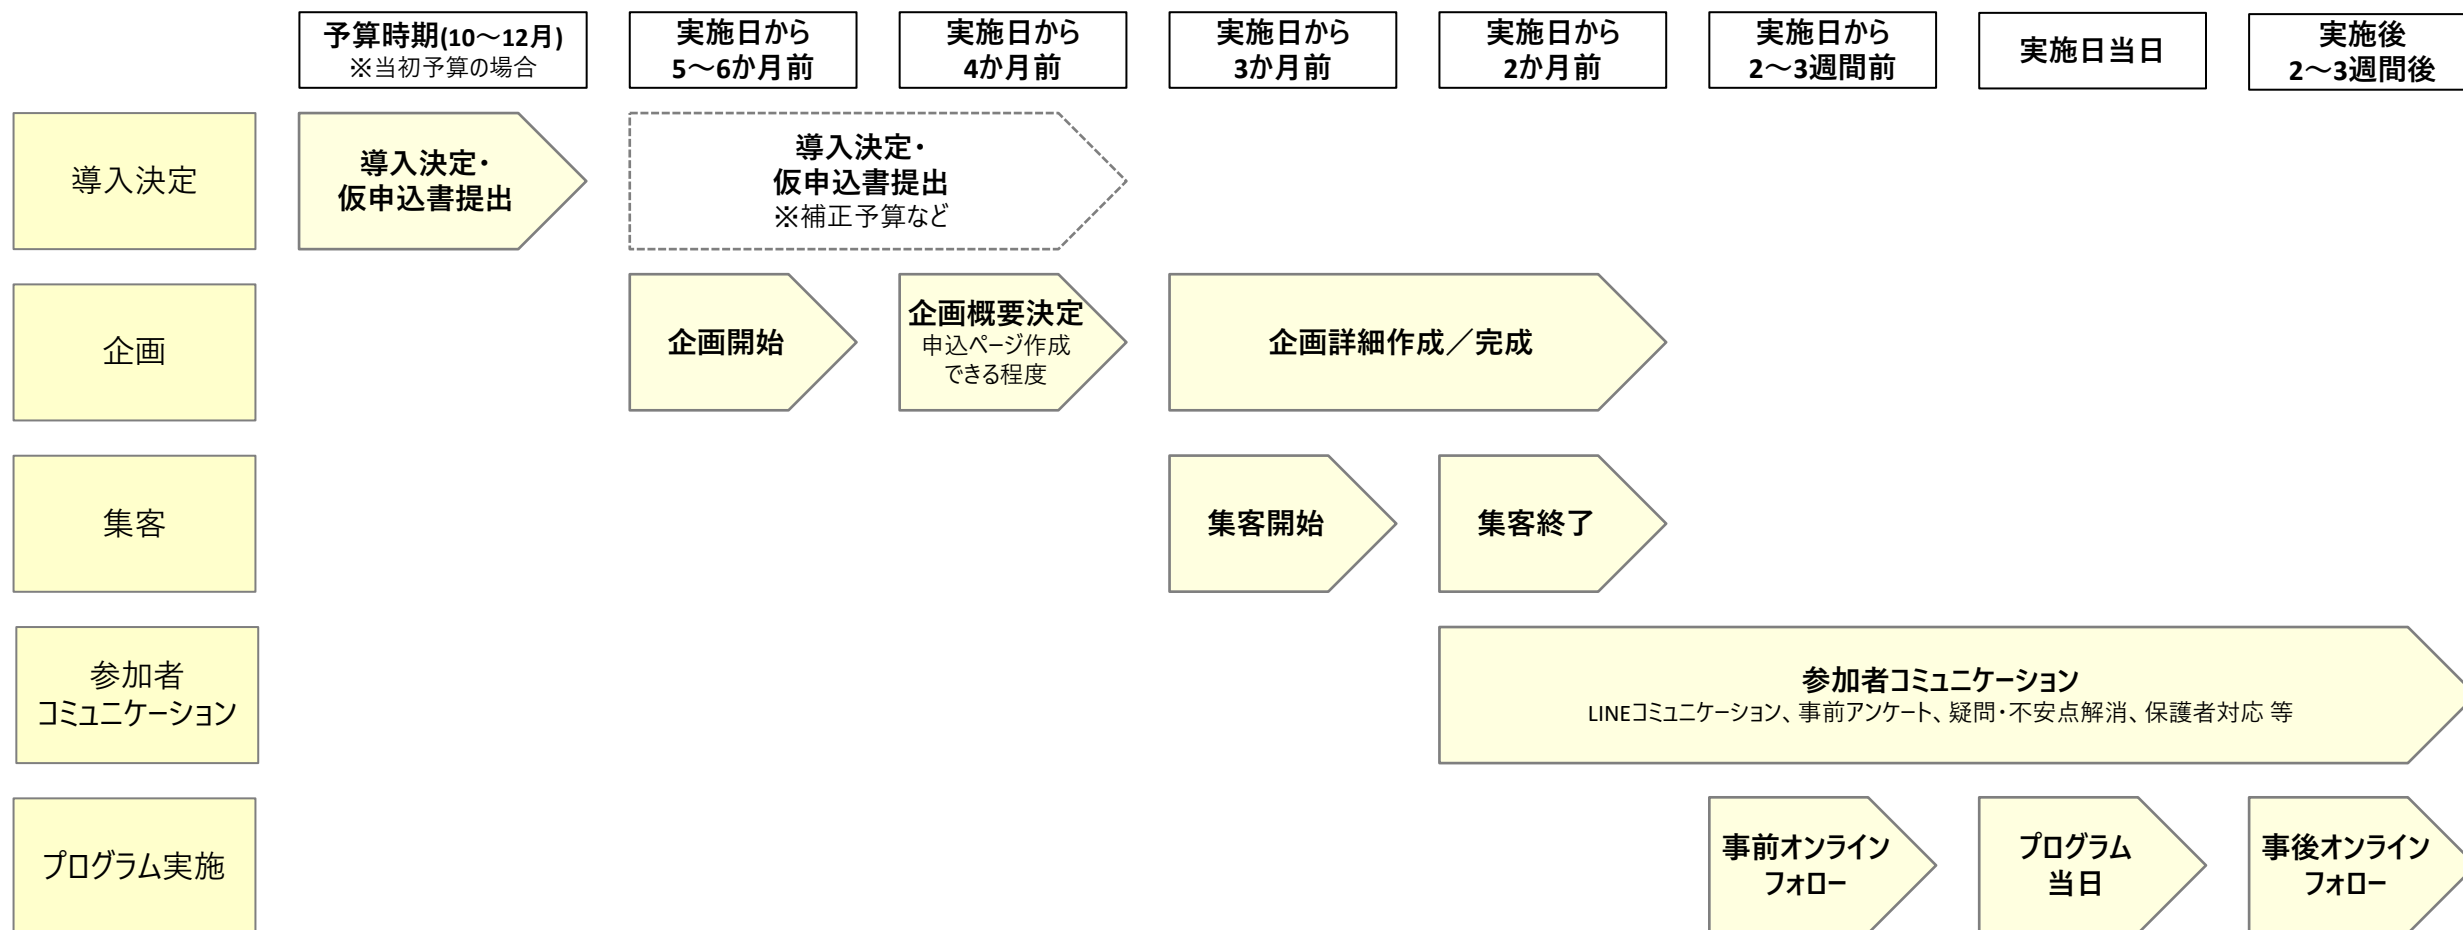 予算時期(10～12月)
※当初予算の場合
実施日から
5～6か月前
実施日から
4か月前
実施日から
3か月前
実施日から
2か月前
実施日から
2～3週間前
実施日当日
実施後
2～3週間後
導入決定
導入決定・
仮申込書提出
導入決定・
仮申込書提出
※補正予算など
企画
企画開始
企画概要決定
申込ページ作成
できる程度
企画詳細作成／完成
集客
集客開始
集客終了
参加者
コミュニケーション
参加者コミュニケーション
LINEコミュニケーション、事前アンケート、疑問・不安点解消、保護者対応 等
プログラム実施
事前オンライン
フォロー
プログラム
当日
事後オンライン
フォロー